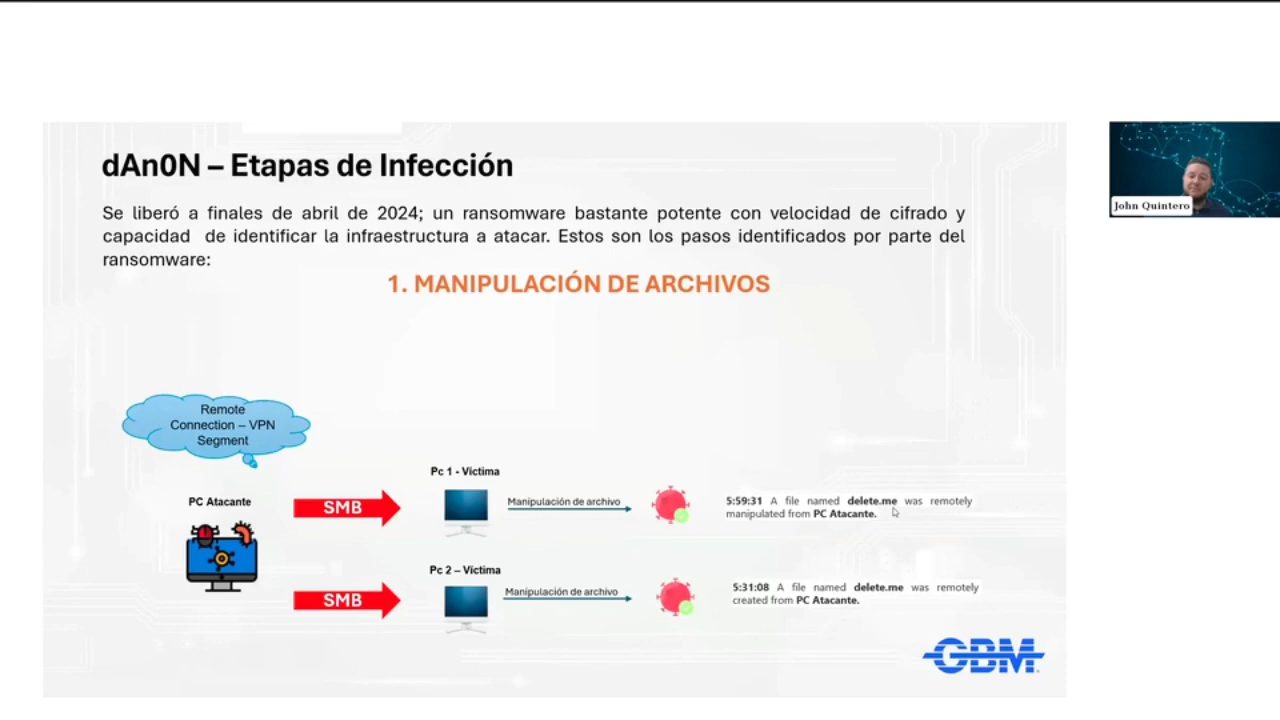 dAn0N – Etapas de Infección
Se liberó a finales de abril de 2024; un ransomware bastante potente con velocidad de cifrado y
capacidad de identificar la infraestructura a atacar. Estos son los pasos identificados por parte del
ransomware:
1. MANIPULACIÓN DE ARCHIVOS
John Quintero
Remote
Connection – VPN
Segment
PC Atacante
SMB
Pc 1 - Víctima
Manipulación de archivo
5:59:31 A file named delete.me was remotely
manipulated from PC Atacante.
SMB
Pc 2 – Víctima
Manipulación de archivo
5:31:08 A file named delete.me was remotely
created from PC Atacante.
GBM